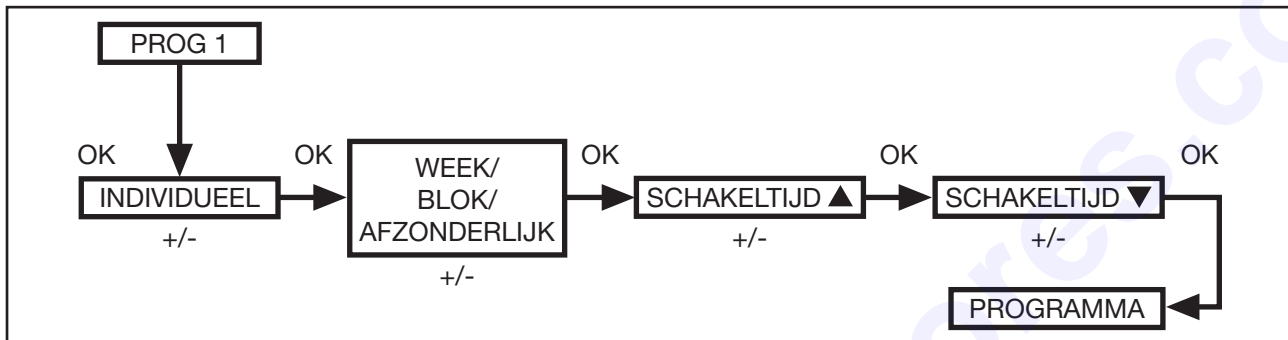 PROG 1
OK
INDIVIDUEEL
+/-
OK
WEEK/
BLOK/
AFZONDERLIJK
+/-
OK
SCHAKELTIJD ▲
+/-
OK
SCHAKELTIJD ▼
+/-
OK
PROGRAMMA